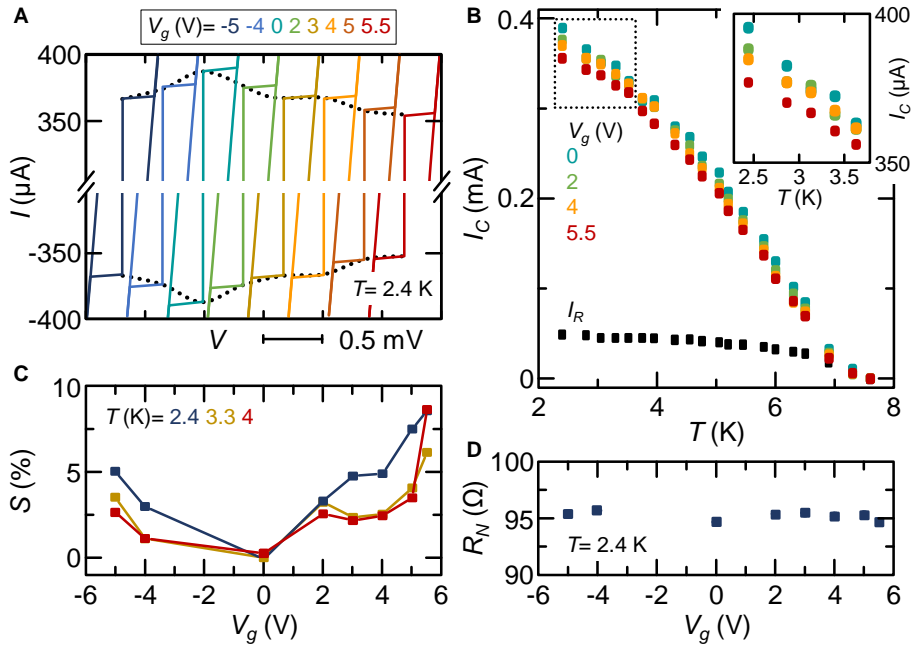 A
V_g (V)= -5 -4 0 2 3 4 5 5.5
400
350
-350
-400
I (µA)
T= 2.4 K
V
0.5 mV
B
0.4
0.2
0
I_C (mA)
V_g (V)
0
2
4
5.5
I_R
2 4 6 8
T (K)
400
350
I_C (µA)
2.5 3.0 3.5
T (K)
C
10
5
0
S (%)
T (K)= 2.4 3.3 4
-6 -4 -2 0 2 4 6
V_g (V)
D
100
95
90
R_N (Ω)
T= 2.4 K
-6 -4 -2 0 2 4 6
V_g (V)